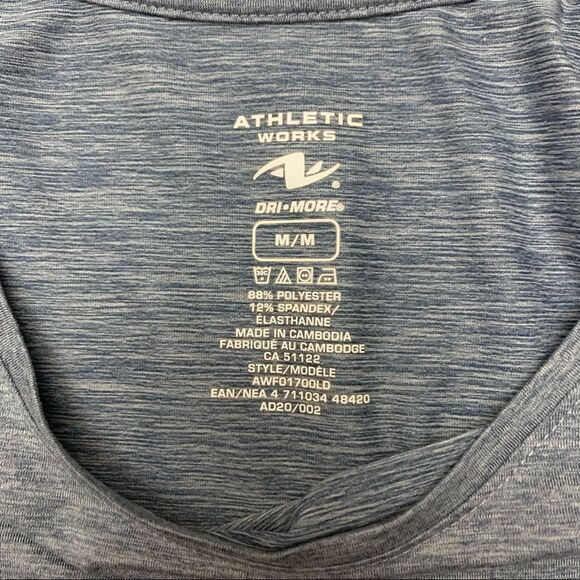 ATHLETIC
WORKS
DRI•MORE®
M/M
88% POLYESTER
12% SPANDEX/
ÉLASTHANNE
MADE IN CAMBODIA
FABRIQUÉ AU CAMBODGE
CA 51122
STYLE/MODÈLE
AWF01700LD
EAN/NEA 4 711034 48420
AD20/002